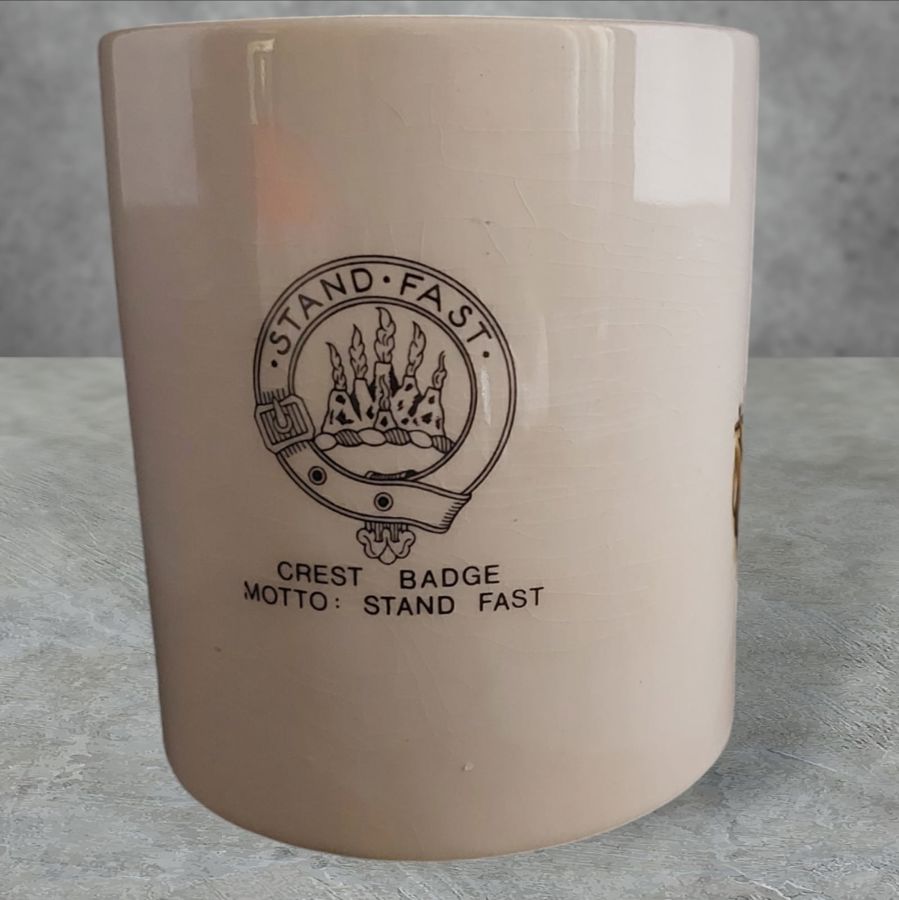 ·STAND·FAST·
CREST BADGE
MOTTO: STAND FAST